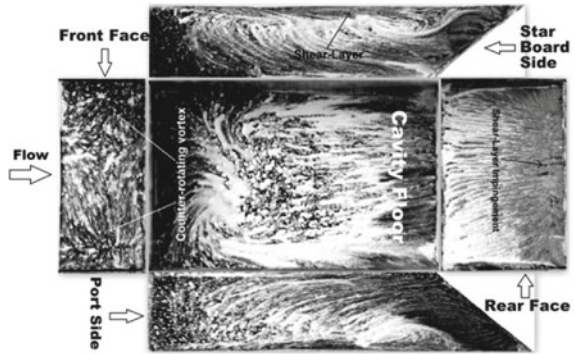 Front Face
Star
Board
Side
Shear-Layer
Flow
Counter-rotating vortex
Cavity Floor
Shear-Layer Impingement
Port Side
Rear Face